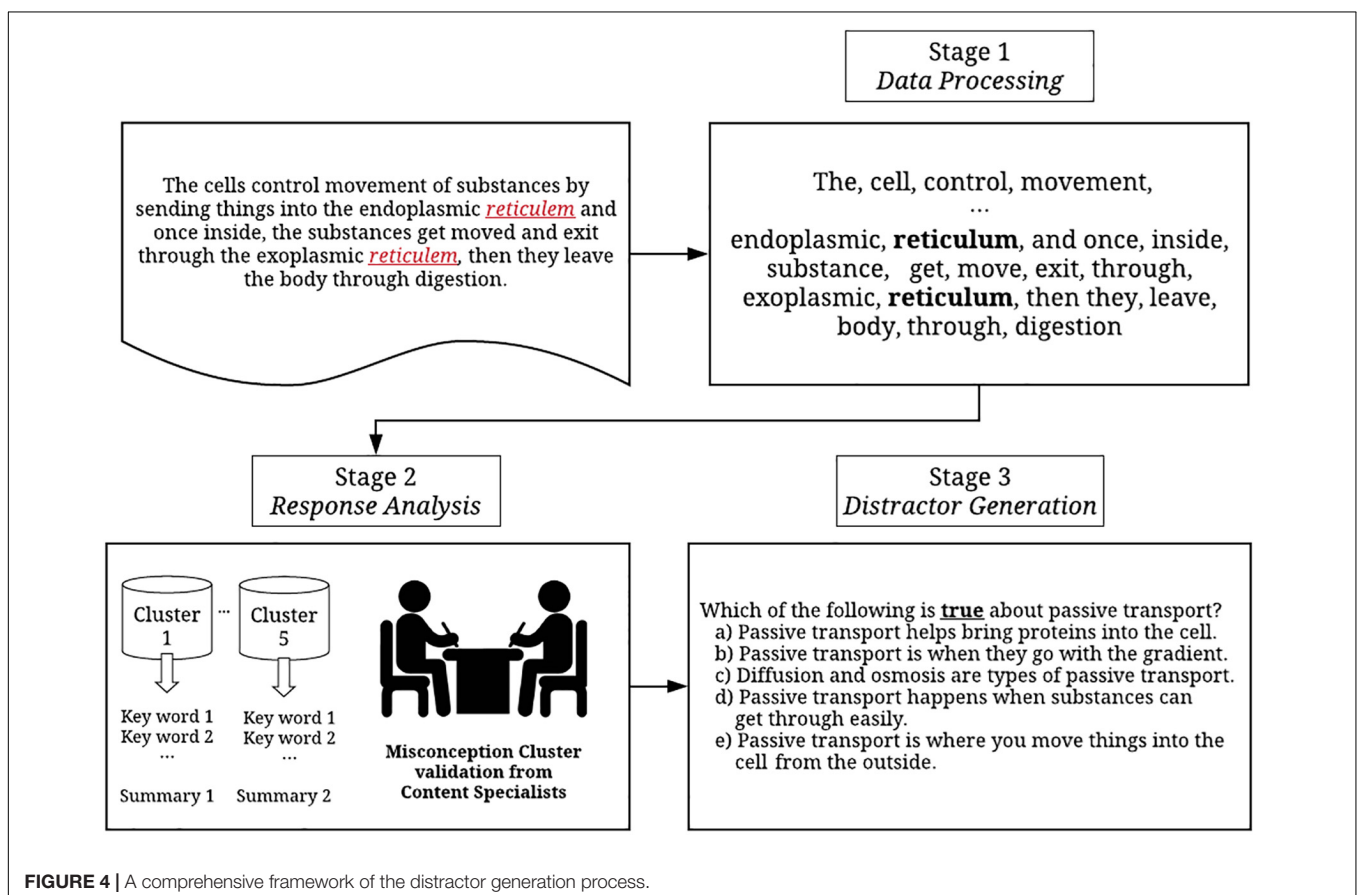 Stage 1
Data Processing
The cells control movement of substances by
sending things into the endoplasmic reticulem and
once inside, the substances get moved and exit
through the exoplasmic reticulem, then they leave
the body through digestion.
The, cell, control, movement,
...
endoplasmic, reticulum, and once, inside,
substance, get, move, exit, through,
exoplasmic, reticulum, then they, leave,
body, through, digestion
Stage 2
Response Analysis
Cluster
1
...
Cluster
5
Key word 1
Key word 2
...
Summary 1
Key word 1
Key word 2
...
Summary 2
Misconception Cluster
validation from
Content Specialists
Stage 3
Distractor Generation
Which of the following is true about passive transport?
a) Passive transport helps bring proteins into the cell.
b) Passive transport is when they go with the gradient.
c) Diffusion and osmosis are types of passive transport.
d) Passive transport happens when substances can
get through easily.
e) Passive transport is where you move things into the
cell from the outside.
FIGURE 4 | A comprehensive framework of the distractor generation process.